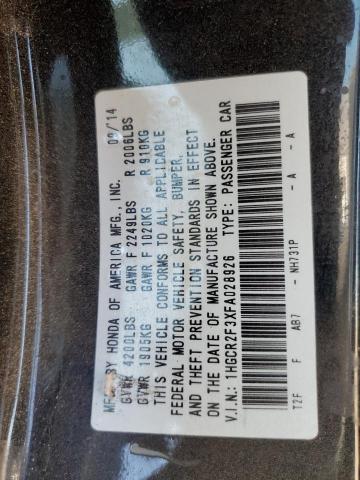 MFD. BY HONDA OF AMERICA MFG., INC. 09/14
GVWR 4200LBS GAWR F 2249LBS R 2006LBS
GVWR 1905KG GAWR F 1020KG R 910KG
THIS VEHICLE CONFORMS TO ALL APPLICABLE
FEDERAL MOTOR VEHICLE SAFETY, BUMPER,
AND THEFT PREVENTION STANDARDS IN EFFECT
ON THE DATE OF MANUFACTURE SHOWN ABOVE.
V.I.N.: 1HGCR2F3XFA028926 TYPE: PASSENGER CAR
T2F F AB7 - NH731P - A - A